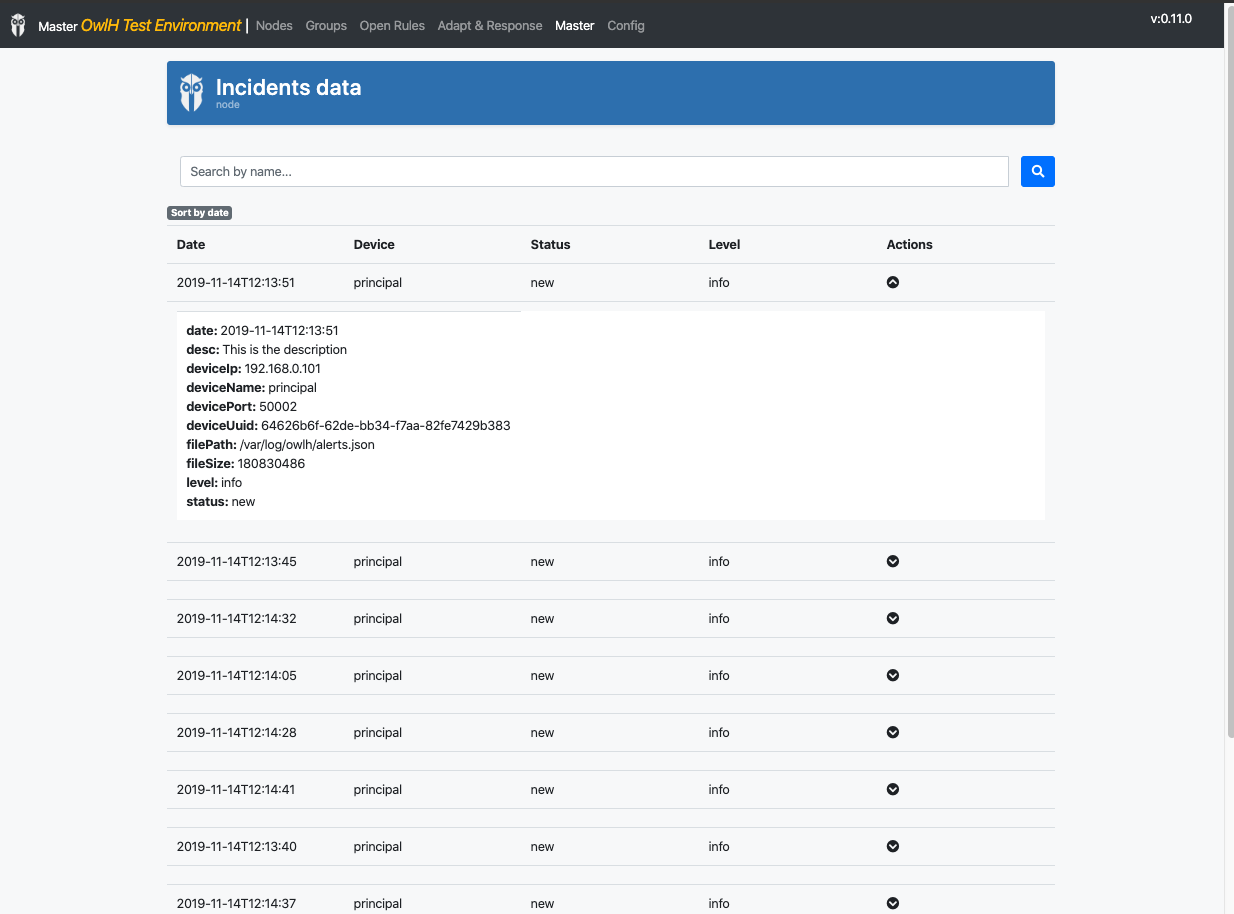 Master OwlH Test Environment | Nodes Groups Open Rules Adapt & Response Master Config v:0.11.0
Incidents data
node
Search by name...
Sort by date
Date Device Status Level Actions
2019-11-14T12:13:51 principal new info
date: 2019-11-14T12:13:51
desc: This is the description
deviceIp: 192.168.0.101
deviceName: principal
devicePort: 50002
deviceUuid: 64626b6f-62de-bb34-f7aa-82fe7429b383
filePath: /var/log/owlh/alerts.json
fileSize: 180830486
level: info
status: new
2019-11-14T12:13:45 principal new info
2019-11-14T12:14:32 principal new info
2019-11-14T12:14:05 principal new info
2019-11-14T12:14:28 principal new info
2019-11-14T12:14:41 principal new info
2019-11-14T12:13:40 principal new info
2019-11-14T12:14:37 principal new info